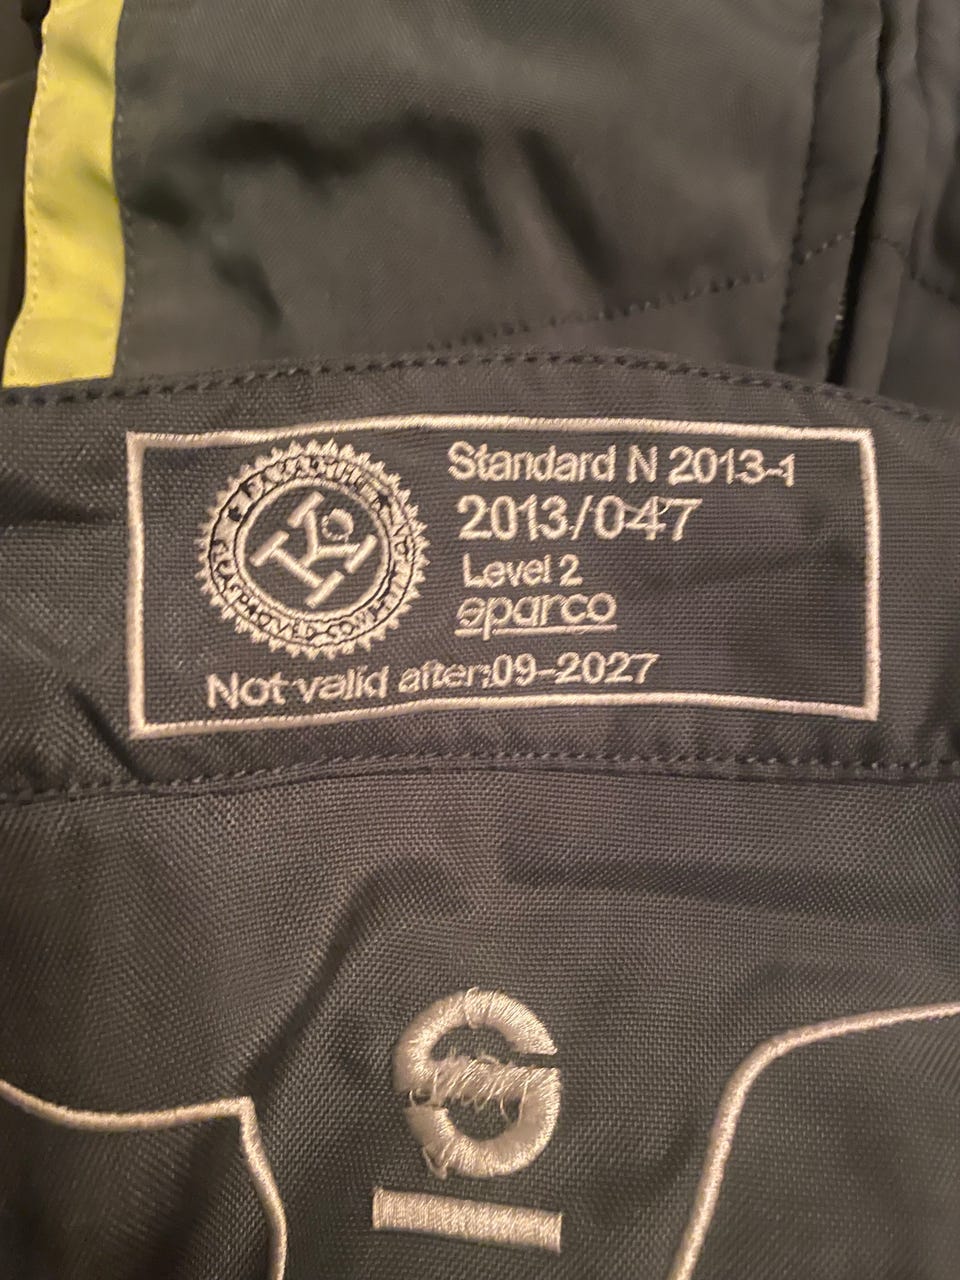 Standard N 2013-1
2013/047
Level 2
sparco
Not valid after:09-2027